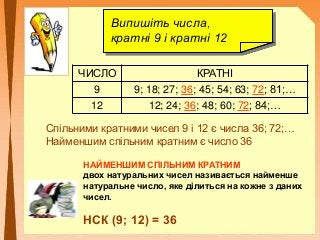 Випишіть числа,
кратні 9 і кратні 12
ЧИСЛО КРАТНІ
9 9; 18; 27; 36; 45; 54; 63; 72; 81;…
12 12; 24; 36; 48; 60; 72; 84;…
Спільними кратними чисел 9 і 12 є числа 36; 72;…
Найменшим спільним кратним є число 36
НАЙМЕНШИМ СПІЛЬНИМ КРАТНИМ
двох натуральних чисел називається найменше
натуральне число, яке ділиться на кожне з даних
чисел.
НСК (9; 12) = 36